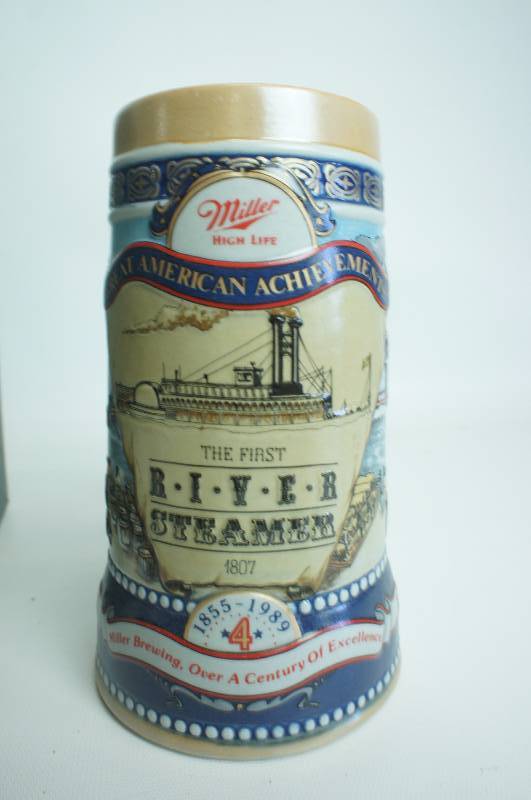 Miller
HIGH LIFE
AMERICAN ACHIEVEMENT
THE FIRST
R·I·V·E·R
STEAMER
1807
1855-1989
4
Miller Brewing, Over A Century Of Excellence